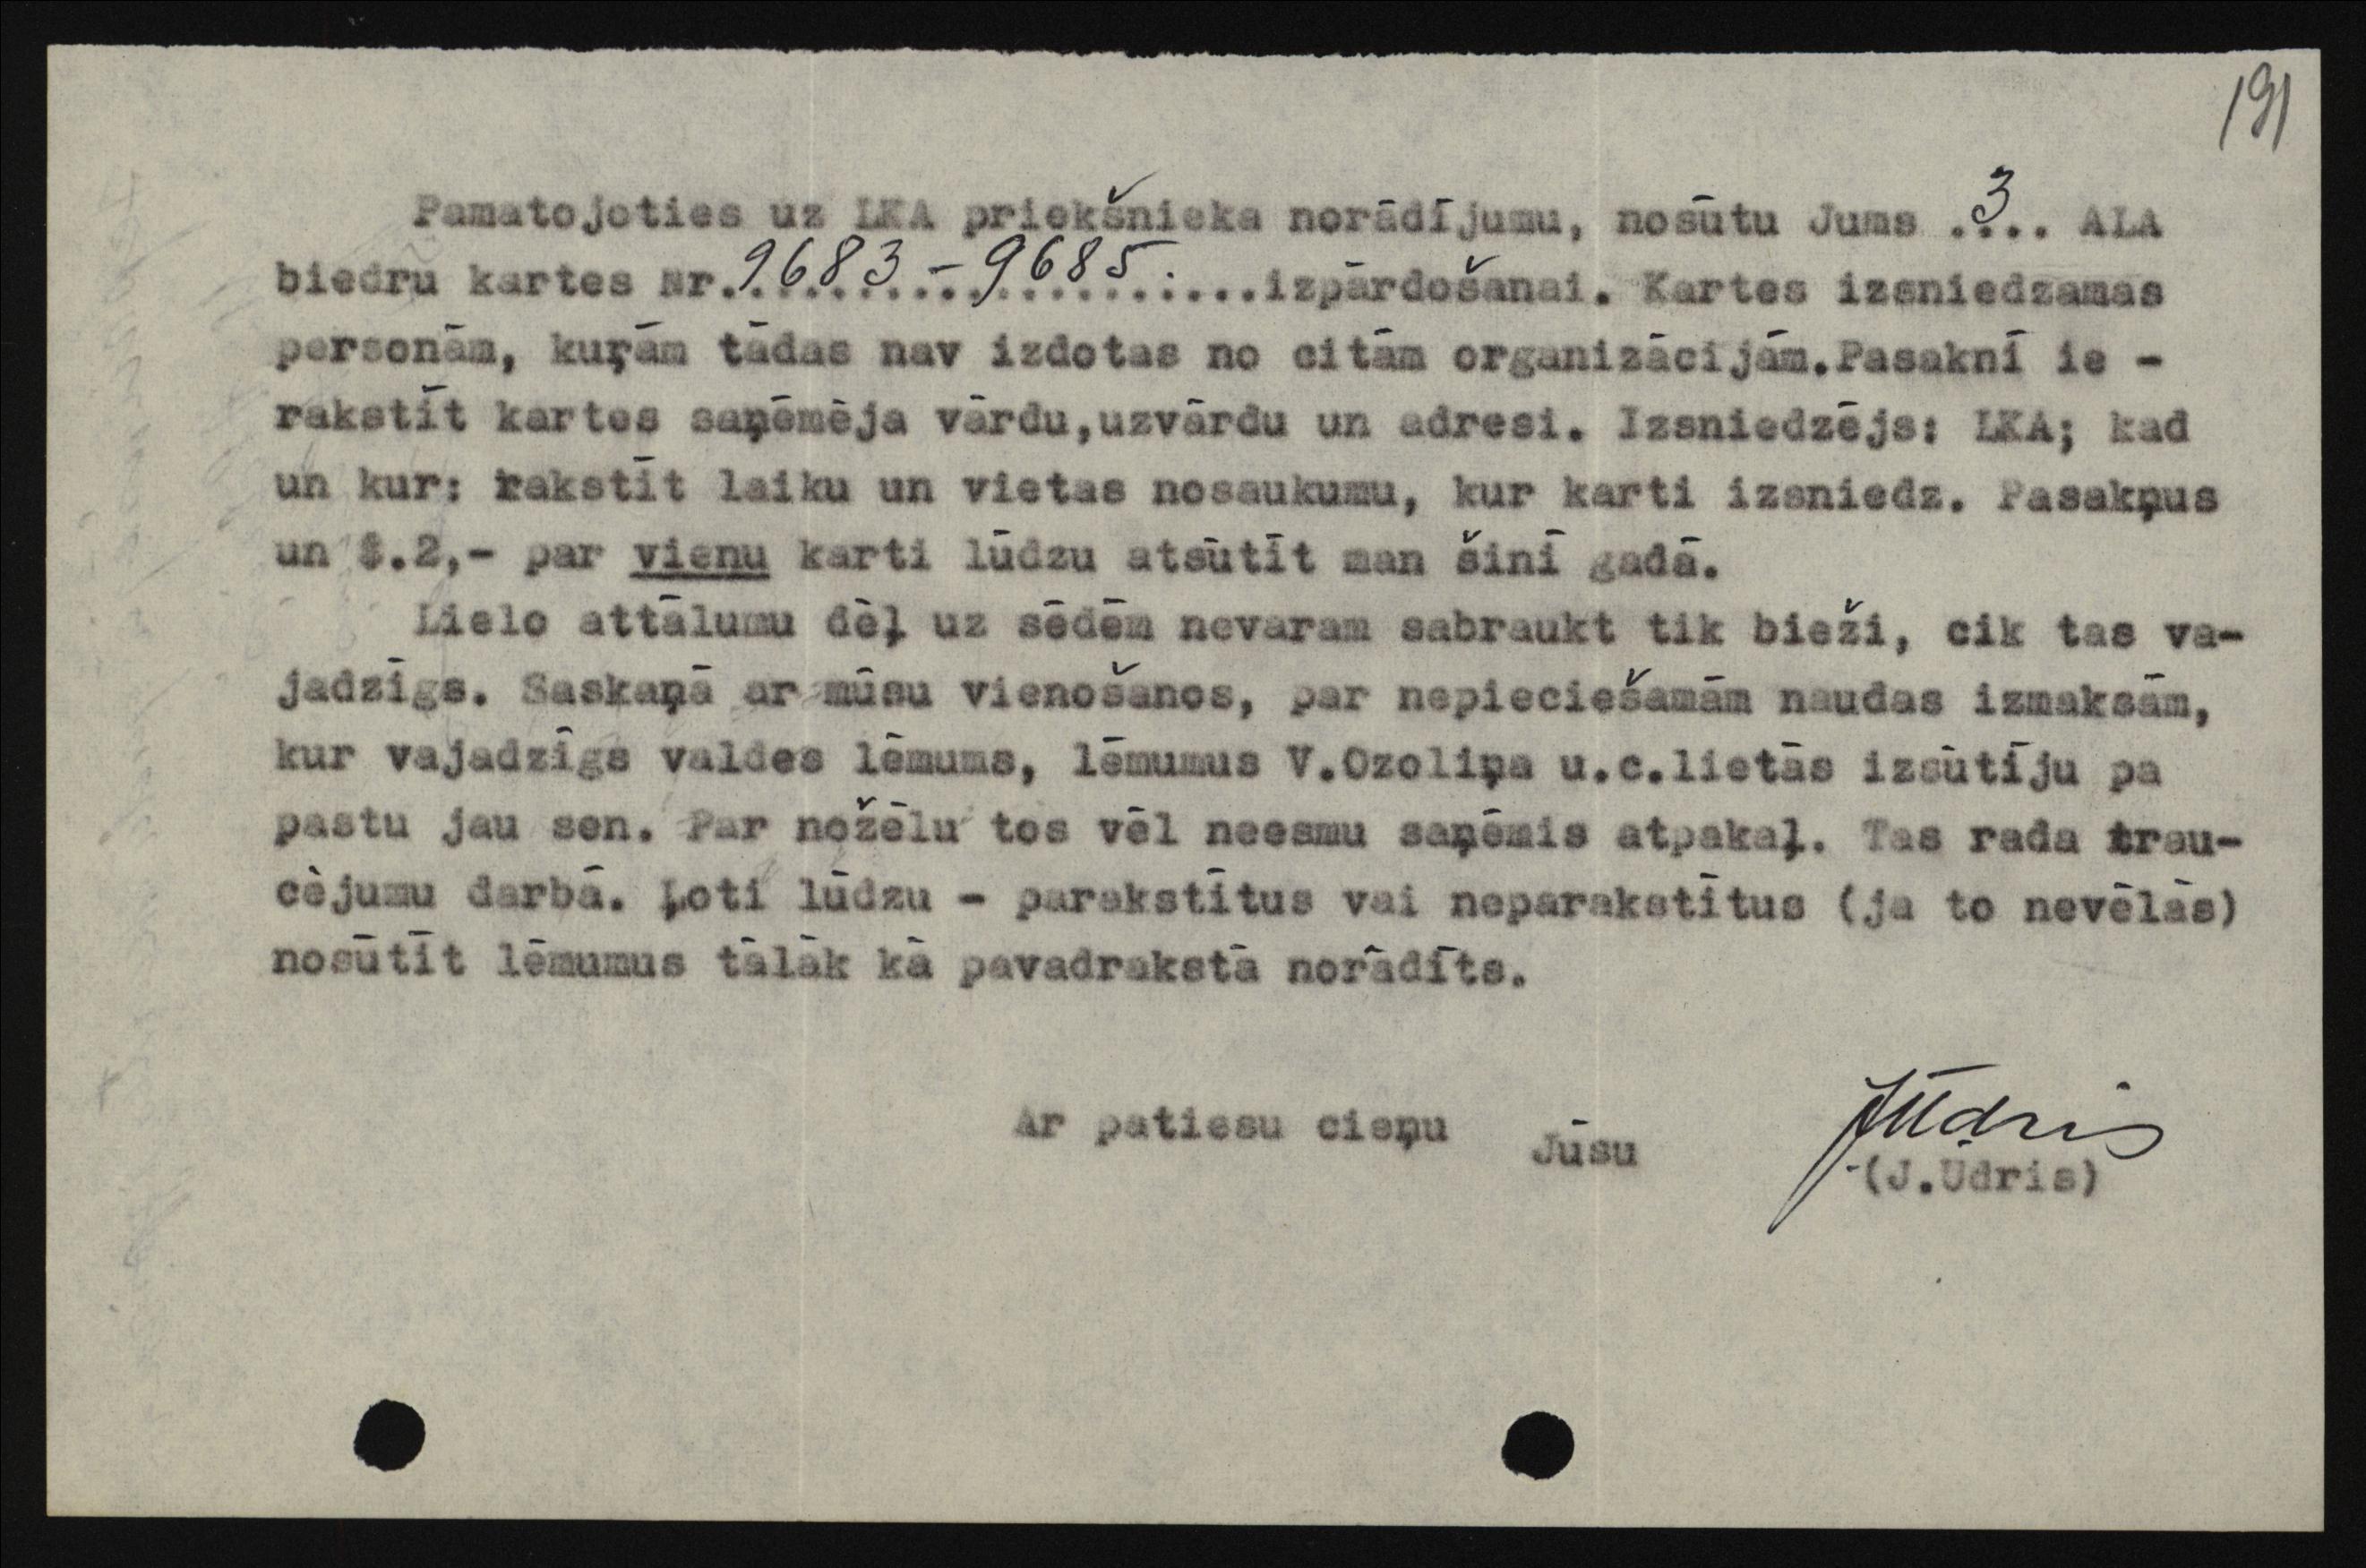 191
Pamatojoties uz LKA priekšnieka norādījumu, nosūtu Jums .3.. ALA
biedru kartes Nr.9683-9685.....izpārdošanai. Kartes izsniedzamas
personām, kuŗām tādas nav izdotas no citām organizācijām.Pasaknī ie -
rakstīt kartes saņēmēja vārdu,uzvārdu un adresi. Izsniedzējs: LKA; kad
un kur: rakstīt laiku un vietas nosaukumu, kur karti izsniedz. Pasakņus
un $.2,- par vienu karti lūdzu atsūtīt man šinī gadā.
Lielo attālumu dēļ uz sēdēm nevaram sabraukt tik bieži, cik tas va-
jadzīgs. Saskaņā ar mūsu vienošanos, par nepieciešamām naudas izmaksām,
kur vajadzīgs valdes lēmums, lēmumus V.Ozoliņa u.c.lietās izsūtīju pa
pastu jau sen. Par nožēlu tos vēl neesmu saņēmis atpakaļ. Tas rada trau-
cējumu darbā. Ļoti lūdzu - parakstītus vai neparakstītus (ja to nevēlās)
nosūtīt lēmumus tālāk kā pavadrakstā norādīts.
Ar patiesu cieņu
Jūsu
JŪdris
(J.Ūdris)